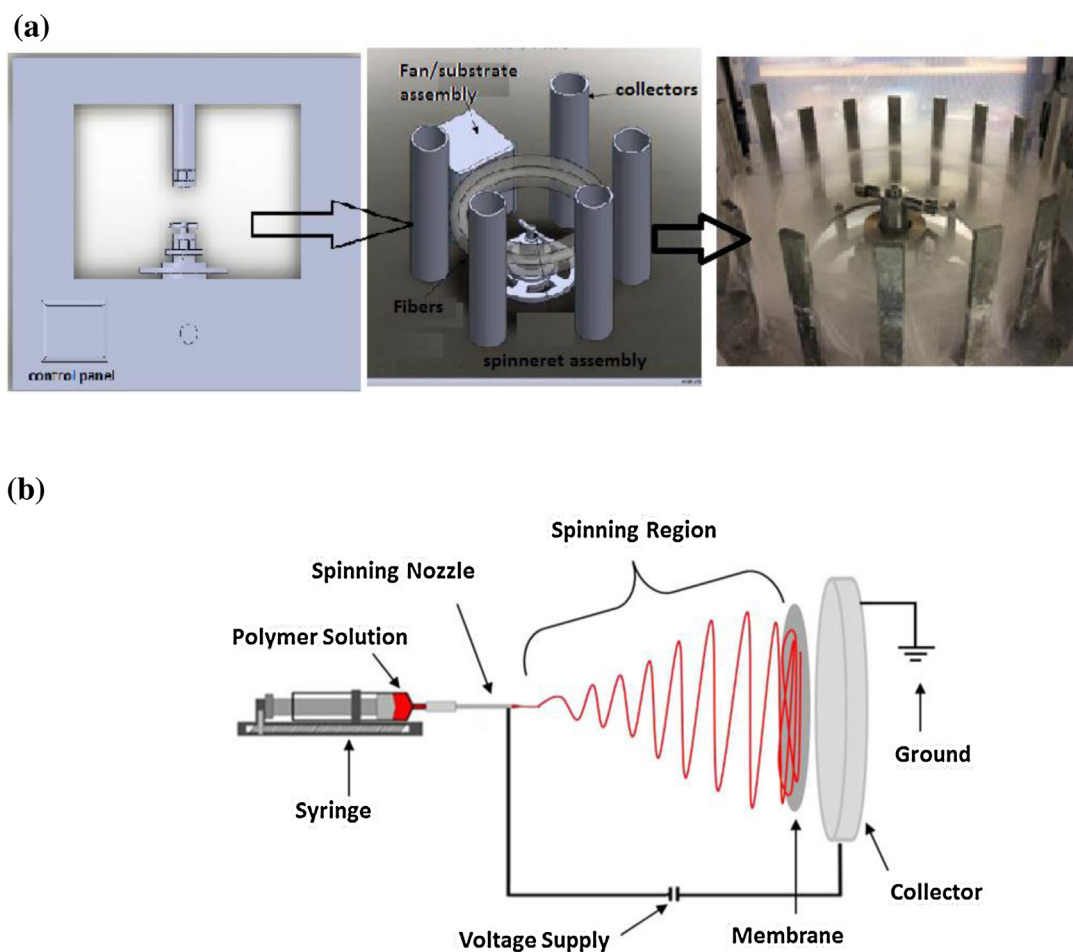 (a)
Fan/substrate
assembly
collectors
Fibers
spinneret assembly
control panel
(b)
Spinning Region
Spinning Nozzle
Polymer Solution
Syringe
Ground
Collector
Membrane
Voltage Supply